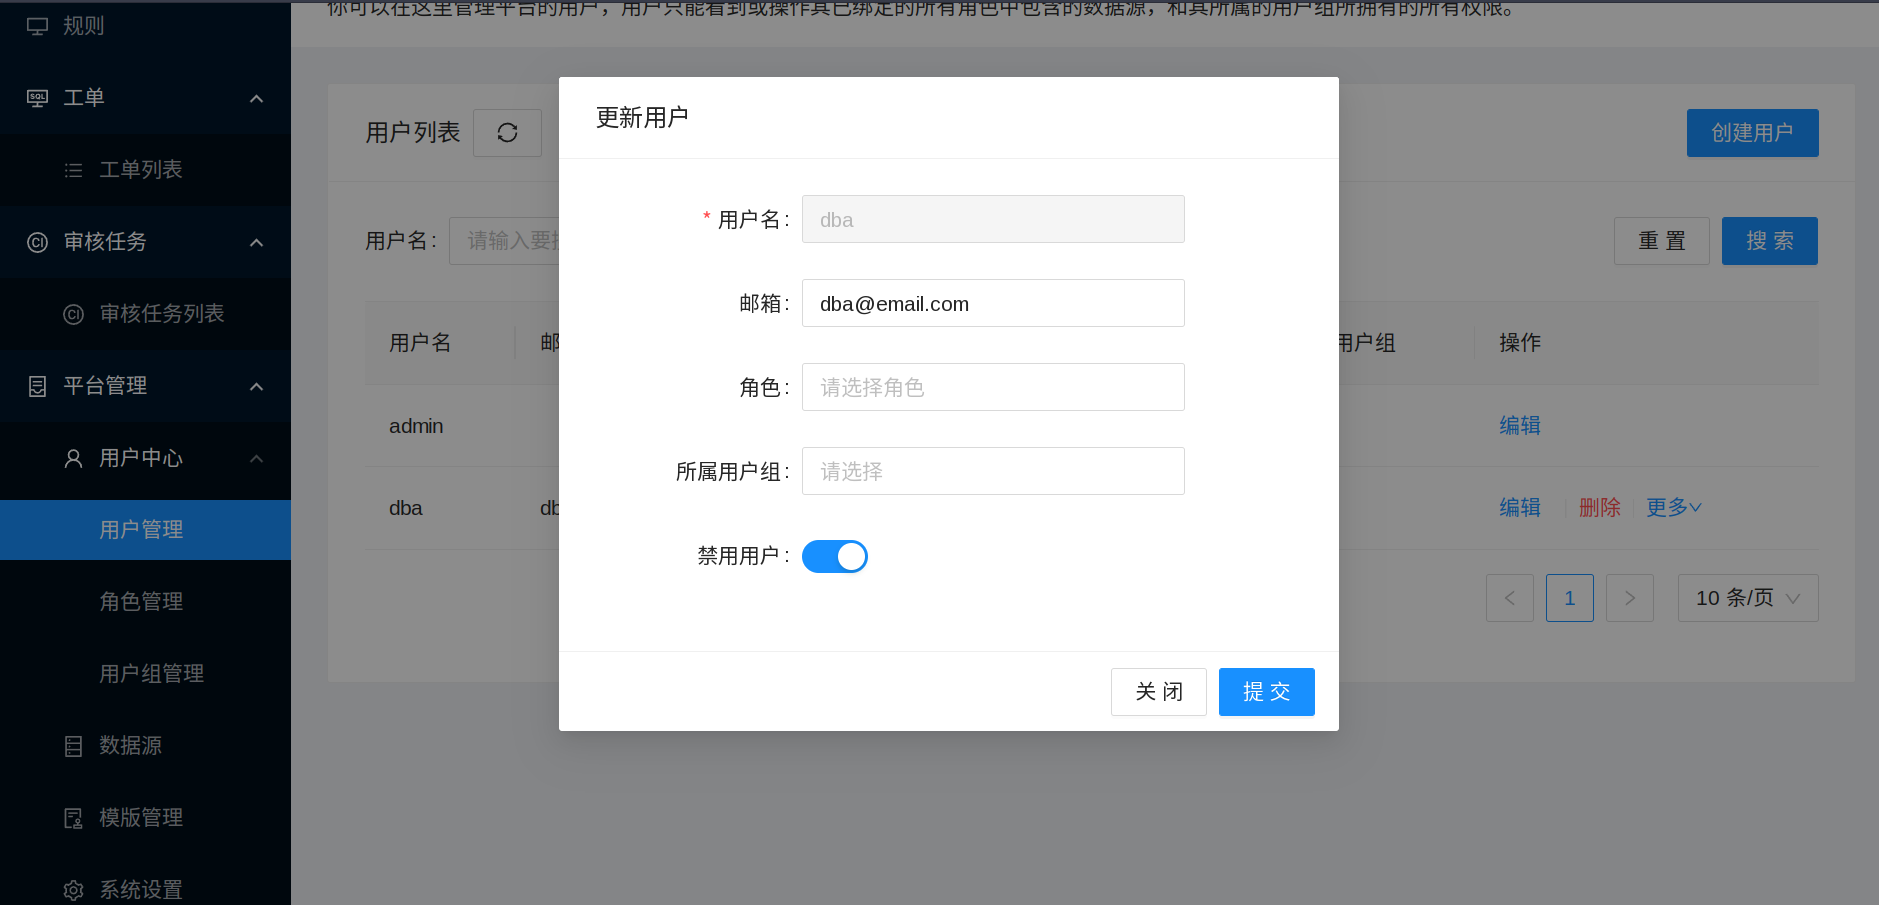 你可以在这里管理平台的用户，用户只能看到或操作其已绑定的所有角色中包含的数据源，和其所属的用户组所拥有的所有权限。
规则
SQL 工单
工单列表
CI 审核任务
CI 审核任务列表
平台管理
用户中心
用户管理
角色管理
用户组管理
数据源
模版管理
系统设置
用户列表
创建用户
用户名:
请输入要
重 置
搜 索
用户名
邮
用户组
操作
admin
编辑
dba
db
编辑
删除
更多
1
10 条/页
更新用户
* 用户名:
dba
邮箱:
dba@email.com
角色:
请选择角色
所属用户组:
请选择
禁用用户:
关 闭
提 交